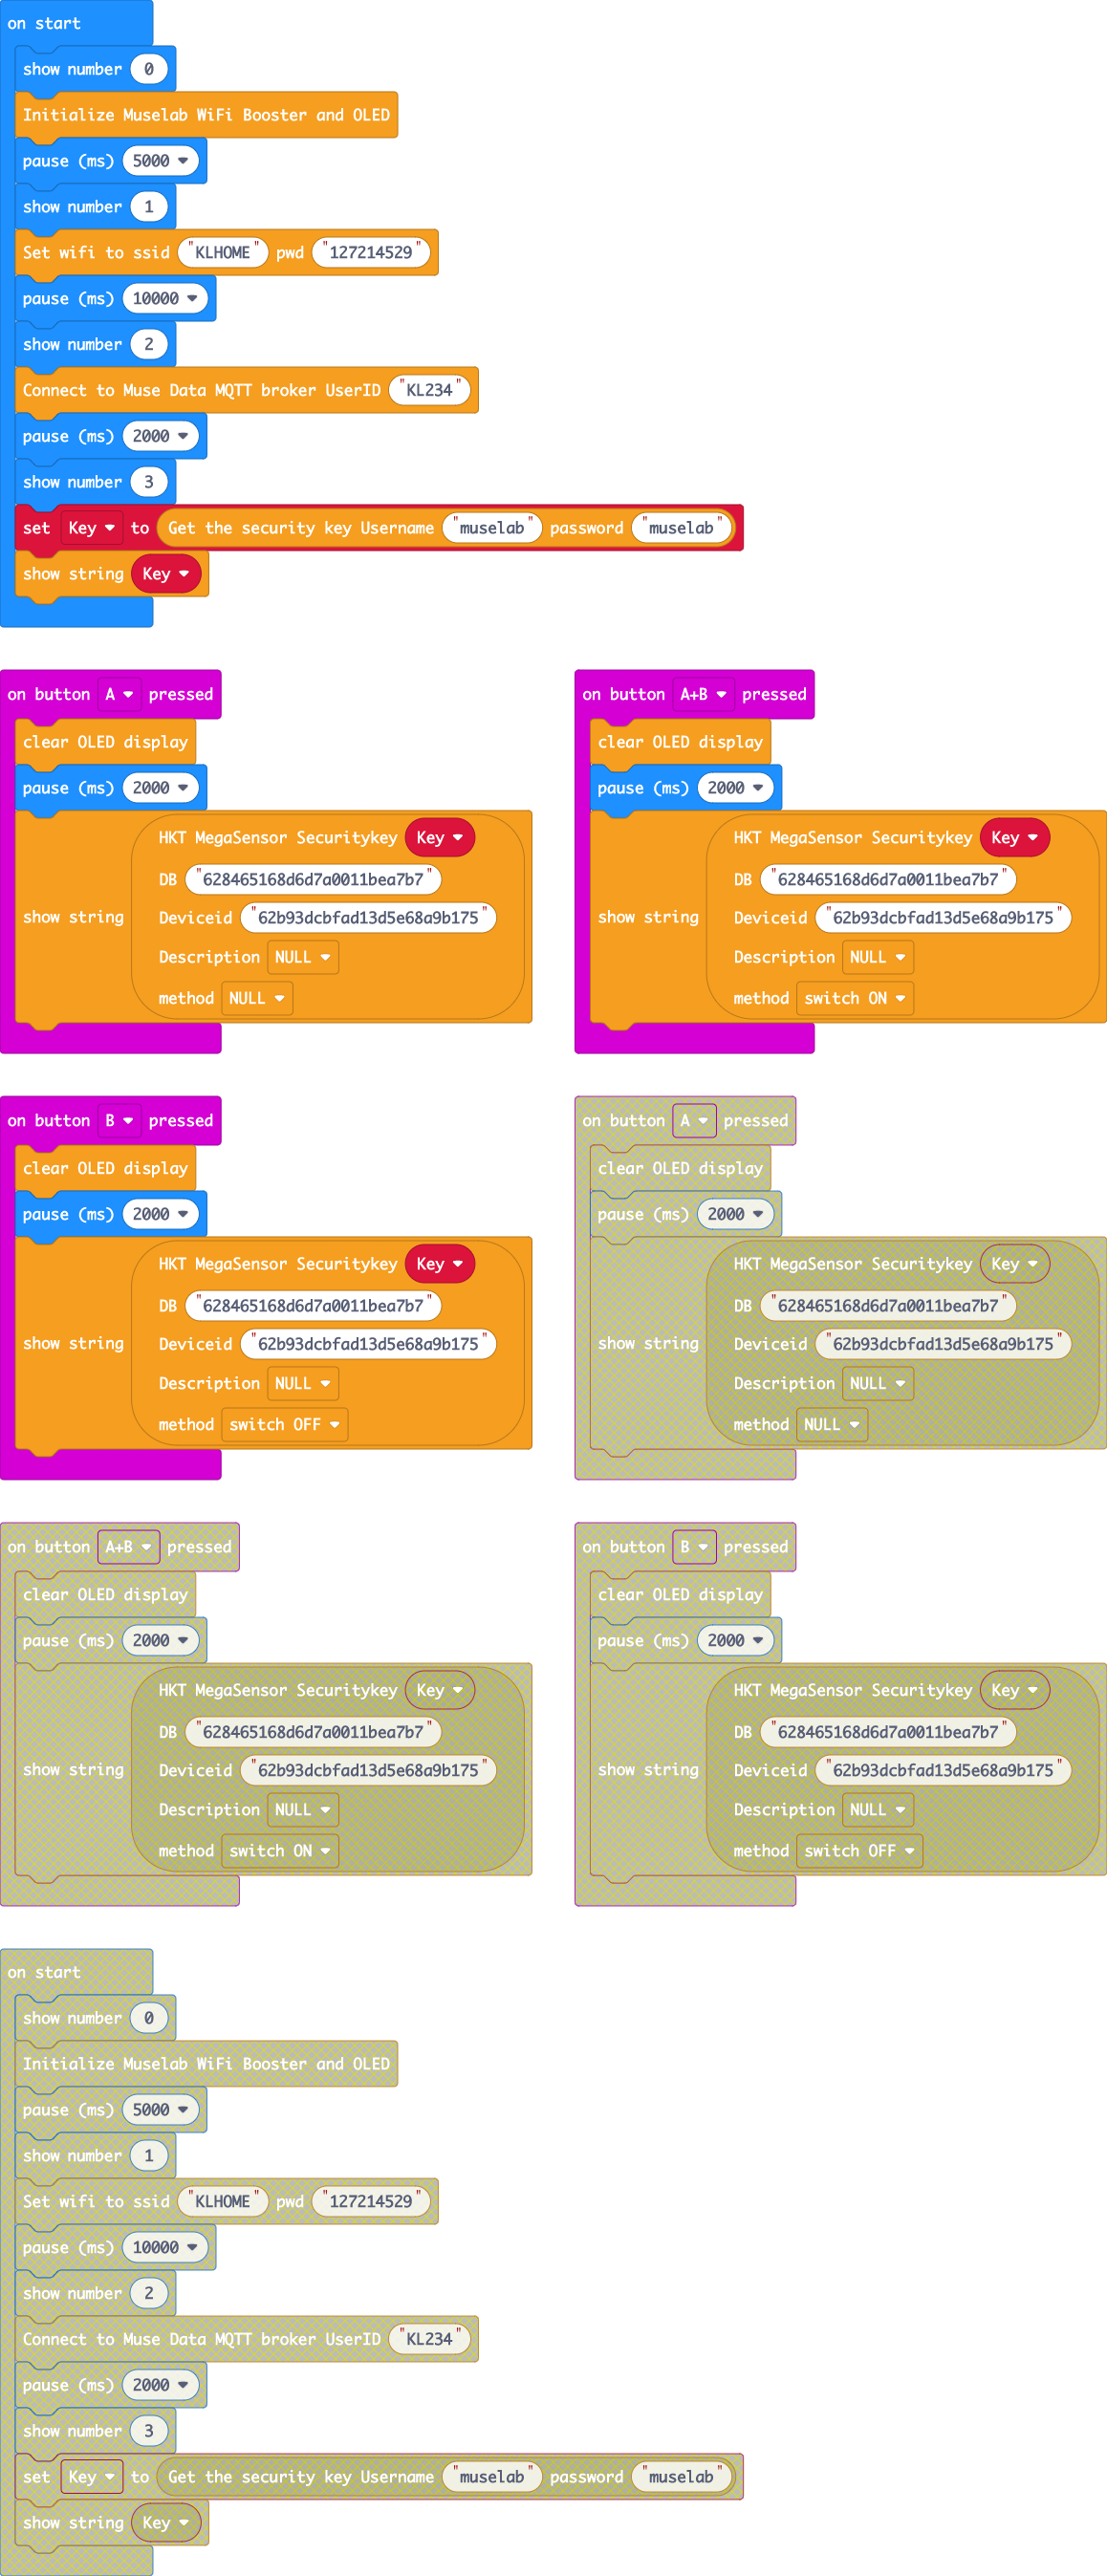 on start
show number 0
Initialize Muselab WiFi Booster and OLED
pause (ms) 5000
show number 1
Set wifi to ssid "KLHOME" pwd "127214529"
pause (ms) 10000
show number 2
Connect to Muse Data MQTT broker UserID "KL234"
pause (ms) 2000
show number 3
set Key to Get the security key Username "muselab" password "muselab"
show string Key
on button A pressed
clear OLED display
pause (ms) 2000
show string
HKT MegaSensor Securitykey Key
DB "628465168d6d7a0011bea7b7"
Deviceid "62b93dcbfad13d5e68a9b175"
Description NULL
method NULL
on button A+B pressed
clear OLED display
pause (ms) 2000
show string
HKT MegaSensor Securitykey Key
DB "628465168d6d7a0011bea7b7"
Deviceid "62b93dcbfad13d5e68a9b175"
Description NULL
method switch ON
on button B pressed
clear OLED display
pause (ms) 2000
show string
HKT MegaSensor Securitykey Key
DB "628465168d6d7a0011bea7b7"
Deviceid "62b93dcbfad13d5e68a9b175"
Description NULL
method switch OFF
on button A pressed
clear OLED display
pause (ms) 2000
show string
HKT MegaSensor Securitykey Key
DB "628465168d6d7a0011bea7b7"
Deviceid "62b93dcbfad13d5e68a9b175"
Description NULL
method NULL
on button A+B pressed
clear OLED display
pause (ms) 2000
show string
HKT MegaSensor Securitykey Key
DB "628465168d6d7a0011bea7b7"
Deviceid "62b93dcbfad13d5e68a9b175"
Description NULL
method switch ON
on button B pressed
clear OLED display
pause (ms) 2000
show string
HKT MegaSensor Securitykey Key
DB "628465168d6d7a0011bea7b7"
Deviceid "62b93dcbfad13d5e68a9b175"
Description NULL
method switch OFF
on start
show number 0
Initialize Muselab WiFi Booster and OLED
pause (ms) 5000
show number 1
Set wifi to ssid "KLHOME" pwd "127214529"
pause (ms) 10000
show number 2
Connect to Muse Data MQTT broker UserID "KL234"
pause (ms) 2000
show number 3
set Key to Get the security key Username "muselab" password "muselab"
show string Key